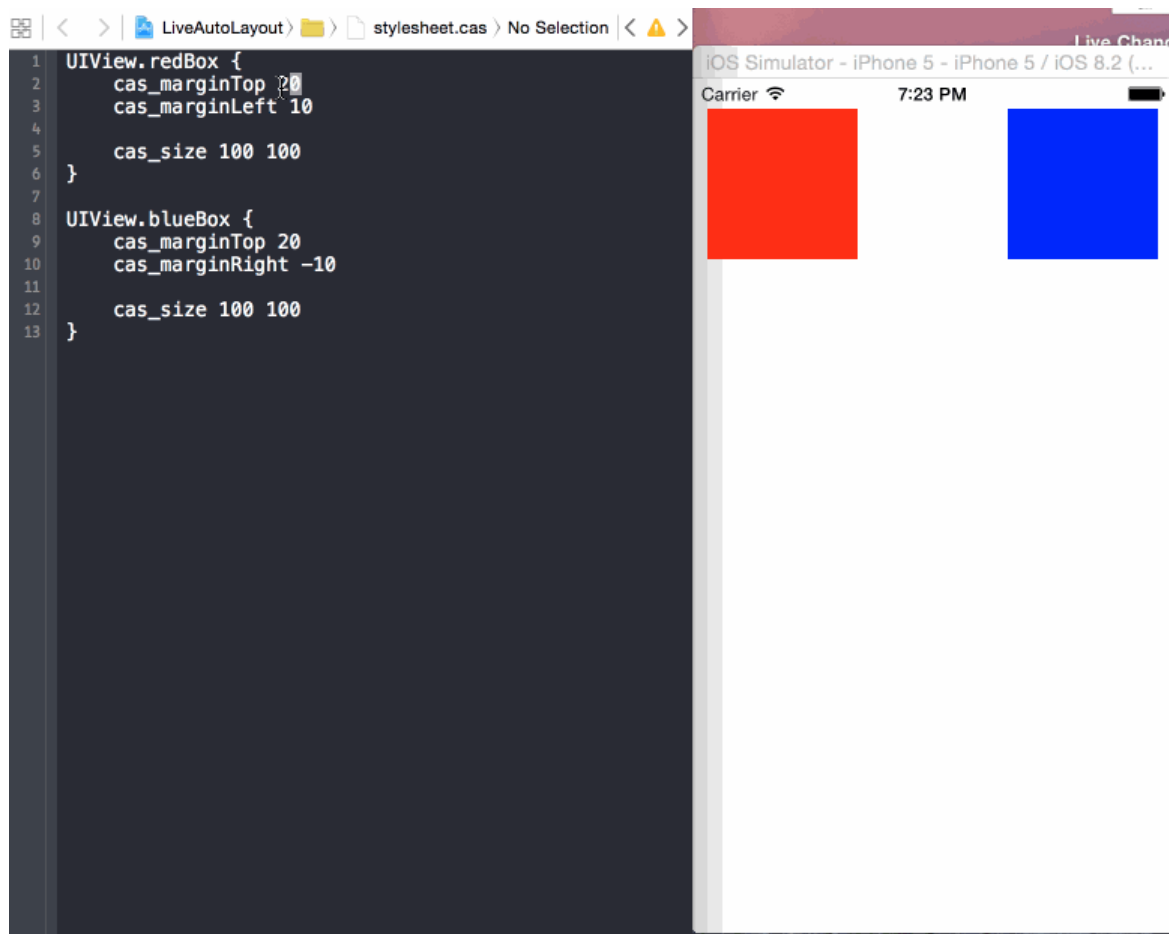 LiveAutoLayout stylesheet.cas No Selection
1 UIView.redBox {
2 cas_marginTop 20
3 cas_marginLeft 10
4
5 cas_size 100 100
6 }
7
8 UIView.blueBox {
9 cas_marginTop 20
10 cas_marginRight -10
11
12 cas_size 100 100
13 }
Live Chang
iOS Simulator - iPhone 5 - iPhone 5 / iOS 8.2 (...
Carrier 7:23 PM